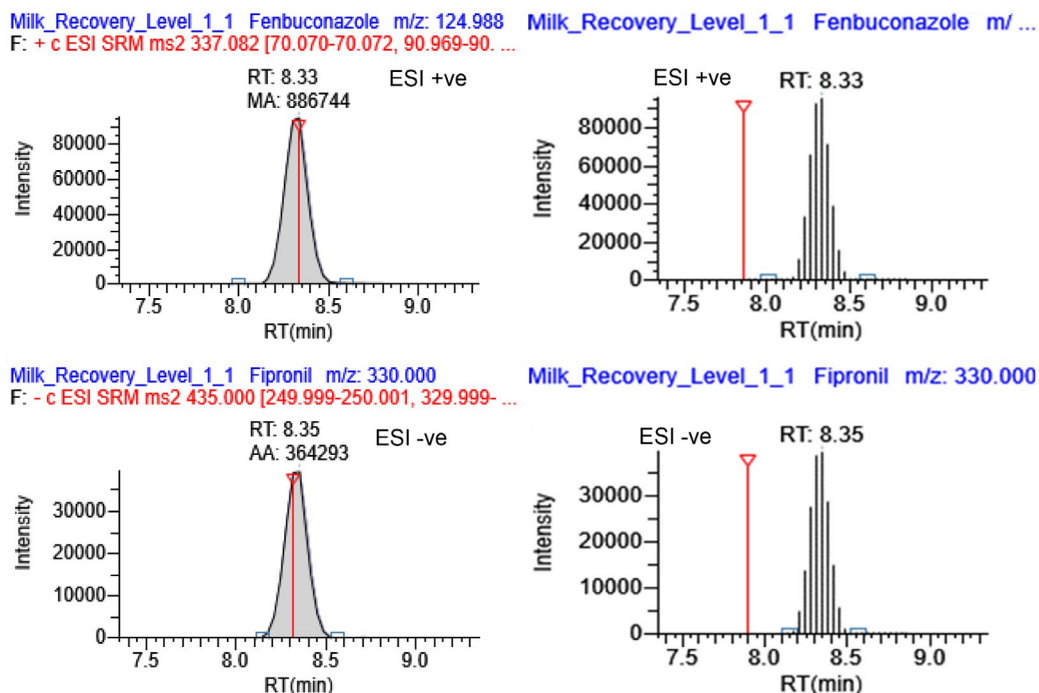 Milk_Recovery_Level_1_1 Fenbuconazole m/z: 124.988
F: + c ESI SRM ms2 337.082 [70.070-70.072, 90.969-90. ...
RT: 8.33
MA: 886744
ESI +ve
Intensity
80000
60000
40000
20000
0
7.5 8.0 8.5 9.0
RT(min)
Milk_Recovery_Level_1_1 Fenbuconazole m/ ...
ESI +ve
RT: 8.33
Intensity
80000
60000
40000
20000
0
7.5 8.0 8.5 9.0
RT(min)
Milk_Recovery_Level_1_1 Fipronil m/z: 330.000
F: - c ESI SRM ms2 435.000 [249.999-250.001, 329.999- ...
RT: 8.35
AA: 364293
ESI -ve
Intensity
30000
20000
10000
0
8.0 8.5 9.0
RT(min)
Milk_Recovery_Level_1_1 Fipronil m/z: 330.000
ESI -ve
RT: 8.35
Intensity
30000
20000
10000
0
7.5 8.0 8.5 9.0
RT(min)